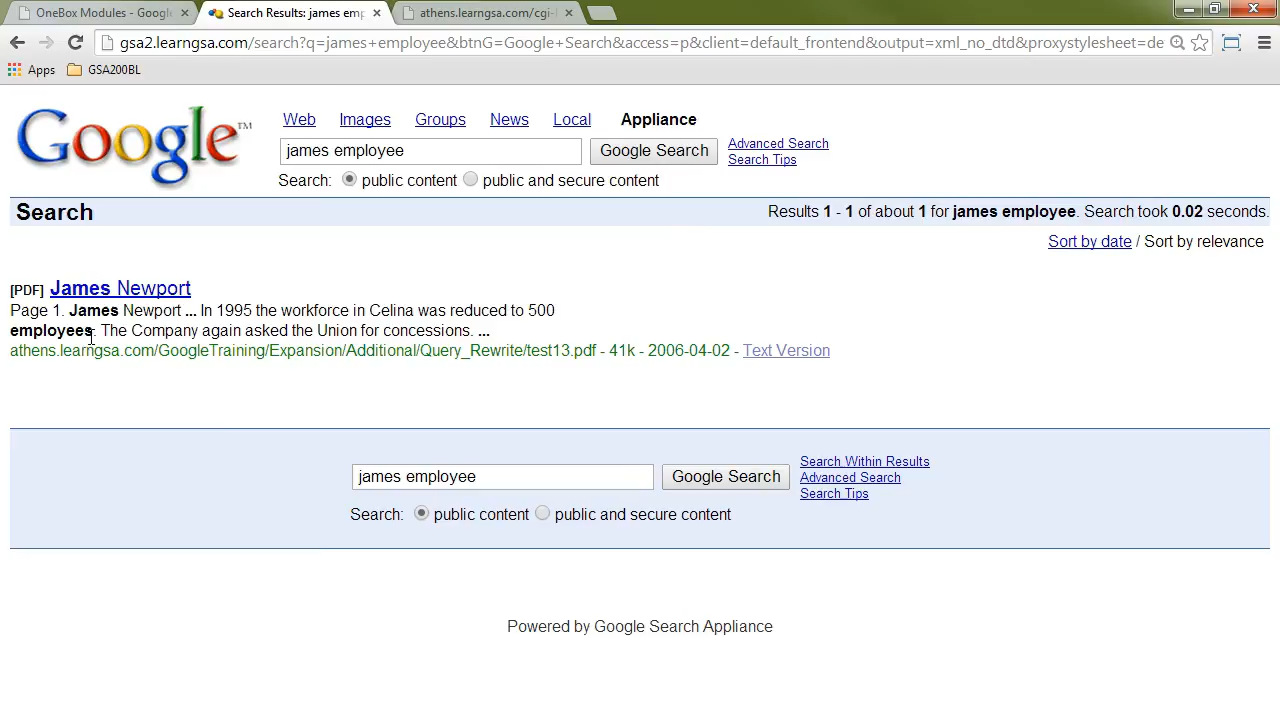 OneBox Modules - Google
Search Results: james emp
athens.learngsa.com/cgi-
gsa2.learngsa.com/search?q=james+employee&btnG=Google+Search&access=p&client=default_frontend&output=xml_no_dtd&proxystylesheet=de
Apps GSA200BL
Google™
Web Images Groups News Local Appliance
james employee Google Search
Advanced Search
Search Tips
Search: public content public and secure content
Search Results 1 - 1 of about 1 for james employee. Search took 0.02 seconds.
Sort by date / Sort by relevance
[PDF] James Newport
Page 1. James Newport ... In 1995 the workforce in Celina was reduced to 500
employees. The Company again asked the Union for concessions. ...
athens.learngsa.com/GoogleTraining/Expansion/Additional/Query_Rewrite/test13.pdf - 41k - 2006-04-02 - Text Version
james employee Google Search
Search Within Results
Advanced Search
Search Tips
Search: public content public and secure content
Powered by Google Search Appliance